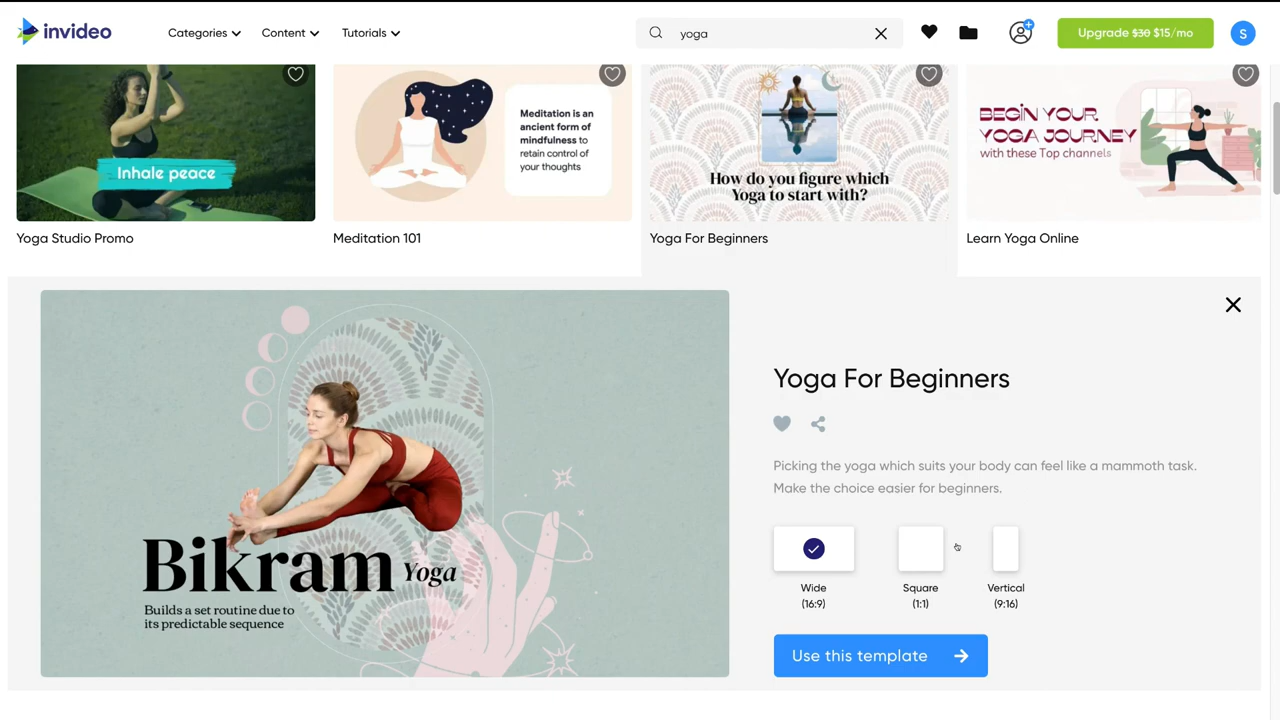 invideo
Categories
Content
Tutorials
yoga
Upgrade $30 $15/mo
S
Inhale peace
Meditation is an
ancient form of
mindfulness to
retain control of
your thoughts
How do you figure which
Yoga to start with?
BEGIN YOUR
YOGA JOURNEY
with these Top channels
Yoga Studio Promo
Meditation 101
Yoga For Beginners
Learn Yoga Online
Bikram Yoga
Builds a set routine due to
its predictable sequence
Yoga For Beginners
Picking the yoga which suits your body can feel like a mammoth task.
Make the choice easier for beginners.
Wide
(16:9)
Square
(1:1)
Vertical
(9:16)
Use this template